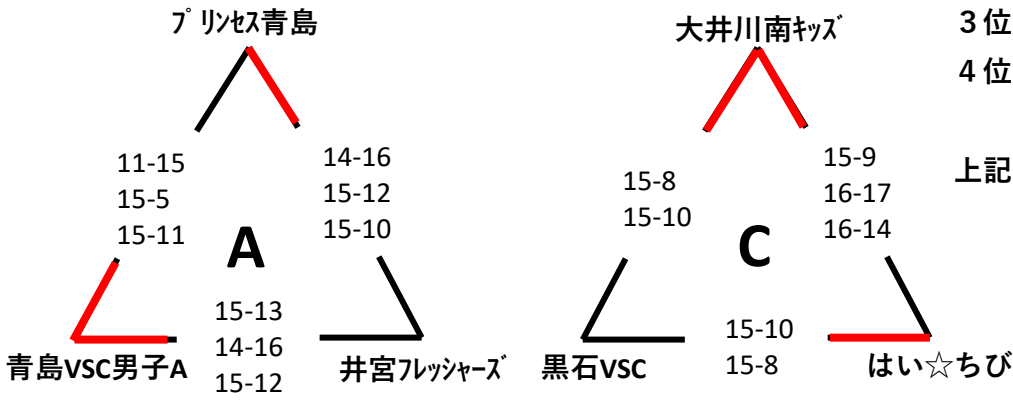 プリンセス青島
11-15
15-5
15-11
14-16
15-12
15-10
A
15-13
14-16
15-12
青島VSC男子A
井宮フレッシャーズ
大井川南キッズ
15-8
15-10
15-9
16-17
16-14
C
15-10
15-8
黒石VSC
はい☆ちび
３位
４位
上記